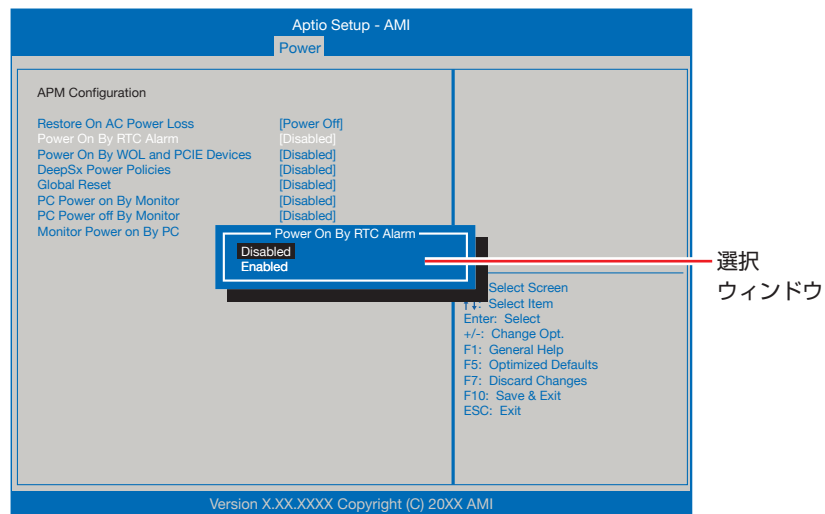 Aptio Setup - AMI
Power
APM Configuration
Restore On AC Power Loss [Power Off]
Power On By RTC Alarm [Disabled]
Power On By WOL and PCIE Devices [Disabled]
DeepSx Power Policies [Disabled]
Global Reset [Disabled]
PC Power on By Monitor [Disabled]
PC Power off By Monitor [Disabled]
Monitor Power on By PC
Power On By RTC Alarm
Disabled
Enabled
選択
ウィンドウ
Select Screen
↑↓: Select Item
Enter: Select
+/-: Change Opt.
F1: General Help
F5: Optimized Defaults
F7: Discard Changes
F10: Save & Exit
ESC: Exit
Version X.XX.XXXX Copyright (C) 20XX AMI